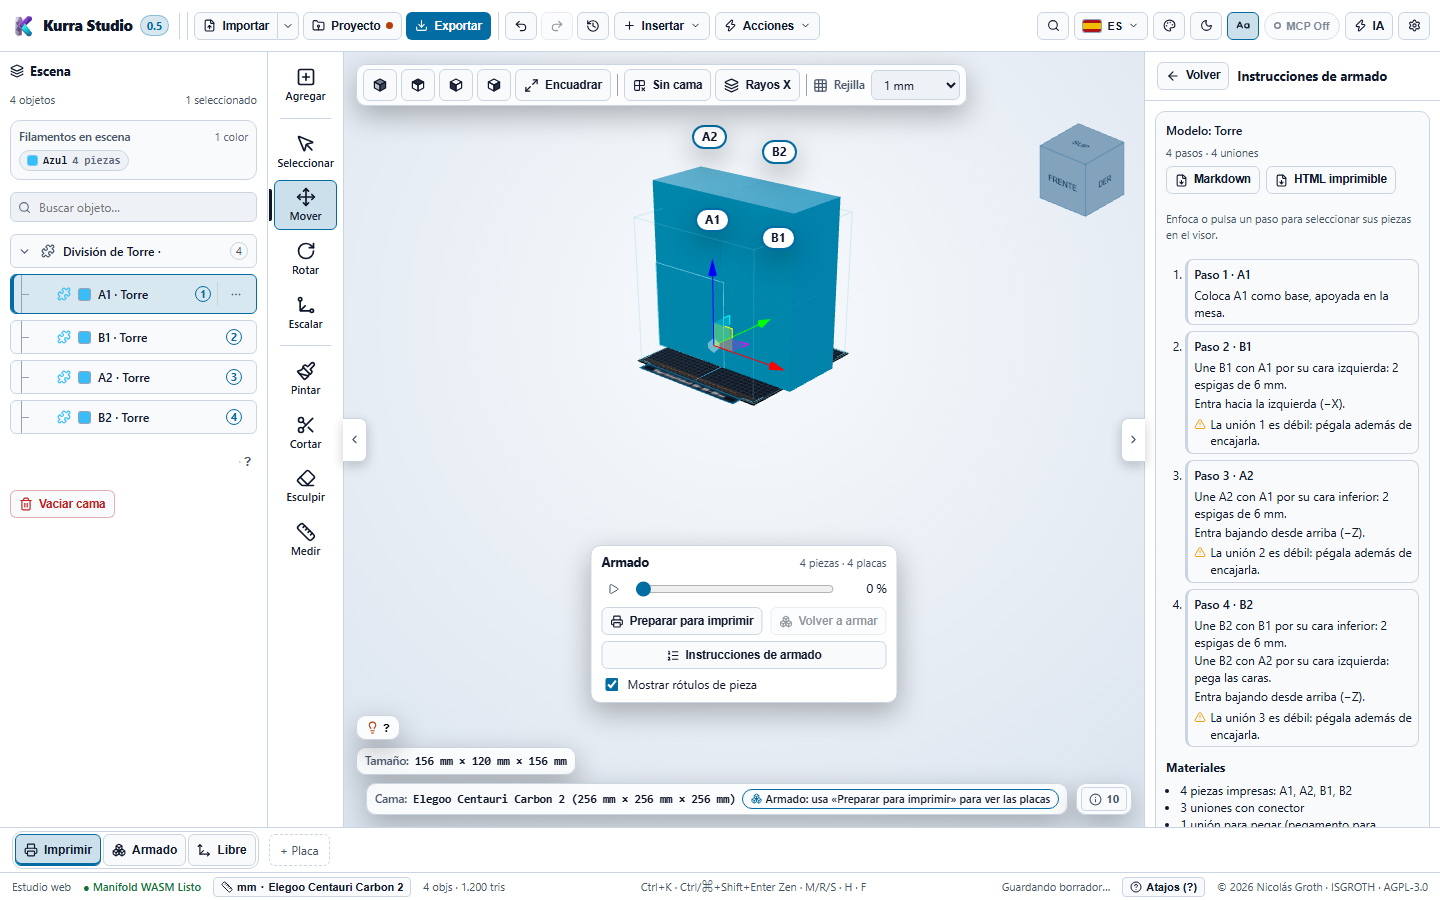 Kurra Studio 0.5 Importar Proyecto Exportar Insertar Acciones ES MCP Off IA
Escena
4 objetos 1 seleccionado
Filamentos en escena 1 color
Azul 4 piezas
Buscar objeto...
División de Torre · 4
A1 · Torre 1 ...
B1 · Torre 2
A2 · Torre 3
B2 · Torre 4
· ?
Vaciar cama
Agregar
Seleccionar
Mover
Rotar
Escalar
Pintar
Cortar
Esculpir
Medir
Encuadrar Sin cama Rayos X Rejilla 1 mm
A2
B2
A1
B1
SUP
FRENTE
DER
Armado 4 piezas · 4 placas
0 %
Preparar para imprimir Volver a armar
Instrucciones de armado
Mostrar rótulos de pieza
?
Tamaño: 156 mm × 120 mm × 156 mm
Cama: Elegoo Centauri Carbon 2 (256 mm × 256 mm × 256 mm) Armado: usa «Preparar para imprimir» para ver las placas 10
Volver Instrucciones de armado
Modelo: Torre
4 pasos · 4 uniones
Markdown HTML imprimible
Enfoca o pulsa un paso para seleccionar sus piezas
en el visor.
1. Paso 1 · A1
Coloca A1 como base, apoyada en la
mesa.
2. Paso 2 · B1
Une B1 con A1 por su cara izquierda: 2
espigas de 6 mm.
Entra hacia la izquierda (−X).
La unión 1 es débil: pégala además de
encajarla.
3. Paso 3 · A2
Une A2 con A1 por su cara inferior: 2
espigas de 6 mm.
Entra bajando desde arriba (−Z).
La unión 2 es débil: pégala además de
encajarla.
4. Paso 4 · B2
Une B2 con B1 por su cara inferior: 2
espigas de 6 mm.
Une B2 con A2 por su cara izquierda:
pega las caras.
Entra bajando desde arriba (−Z).
La unión 3 es débil: pégala además de
encajarla.
Materiales
• 4 piezas impresas: A1, A2, B1, B2
• 3 uniones con conector
• 1 unión para pegar (pegamento para
Imprimir Armado Libre + Placa
Estudio web ● Manifold WASM Listo mm · Elegoo Centauri Carbon 2 4 objs · 1.200 tris Ctrl+K · Ctrl/⌘+Shift+Enter Zen · M/R/S · H · F Guardando borrador... Atajos (?) © 2026 Nicolás Groth · ISGROTH · AGPL-3.0